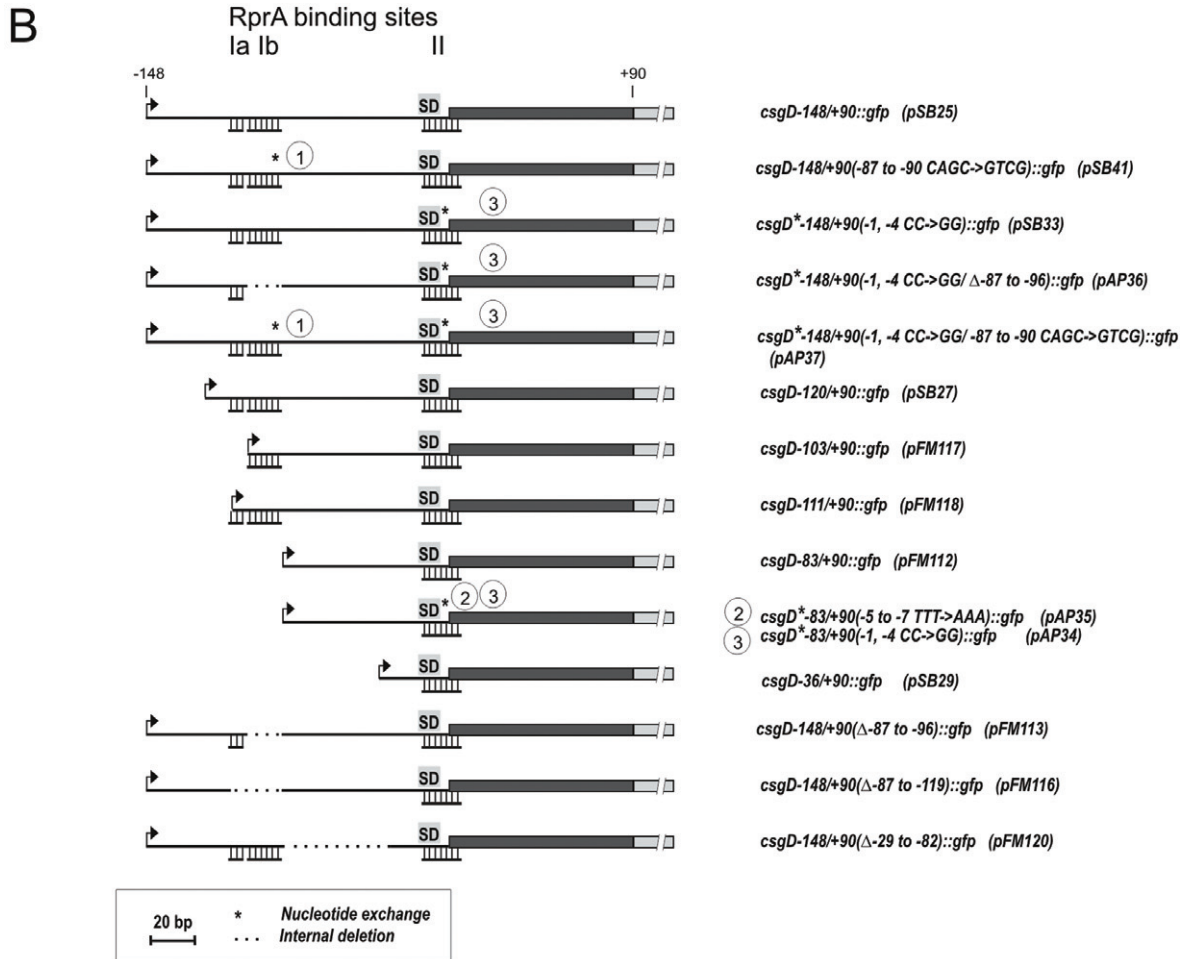 B
RprA binding sites
Ia Ib II
-148 +90
SD csgD-148/+90::gfp (pSB25)
* 1 SD csgD-148/+90(-87 to -90 CAGC->GTCG)::gfp (pSB41)
3
SD* csgD*-148/+90(-1, -4 CC->GG)::gfp (pSB33)
3
SD* csgD*-148/+90(-1, -4 CC->GG/ Δ-87 to -96)::gfp (pAP36)
3
* 1 SD* csgD*-148/+90(-1, -4 CC->GG/ -87 to -90 CAGC->GTCG)::gfp
(pAP37)
SD csgD-120/+90::gfp (pSB27)
SD csgD-103/+90::gfp (pFM117)
SD csgD-111/+90::gfp (pFM118)
SD csgD-83/+90::gfp (pFM112)
SD* 2 3 2 csgD*-83/+90(-5 to -7 TTT->AAA)::gfp (pAP35)
3 csgD*-83/+90(-1, -4 CC->GG)::gfp (pAP34)
SD csgD-36/+90::gfp (pSB29)
SD csgD-148/+90(Δ-87 to -96)::gfp (pFM113)
SD csgD-148/+90(Δ-87 to -119)::gfp (pFM116)
SD csgD-148/+90(Δ-29 to -82)::gfp (pFM120)
20 bp * Nucleotide exchange
... Internal deletion